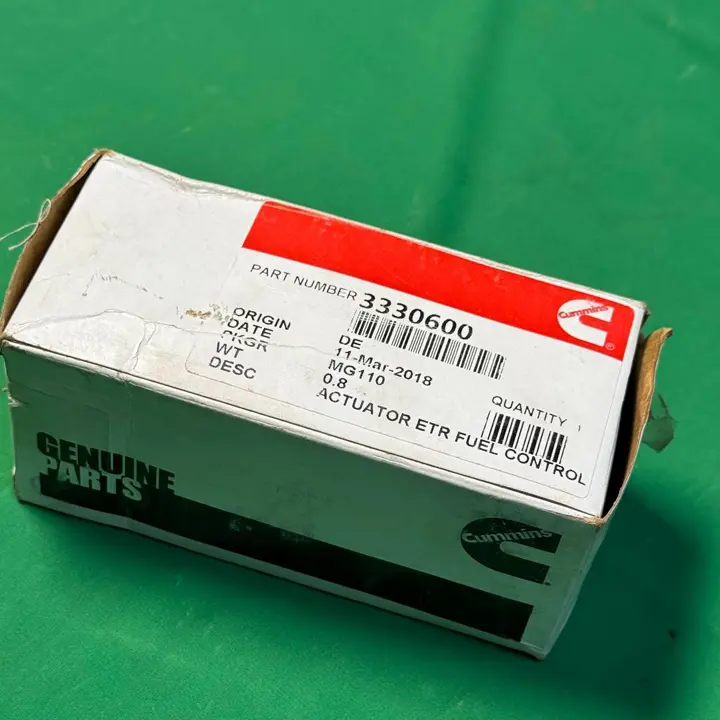 PART NUMBER 3330600
Cummins
®
ORIGIN DE
DATE 11-Mar-2018
PKGR MG110
WT 0.8
DESC ACTUATOR ETR FUEL CONTROL
QUANTITY 1
GENUINE
PARTS
Cummins